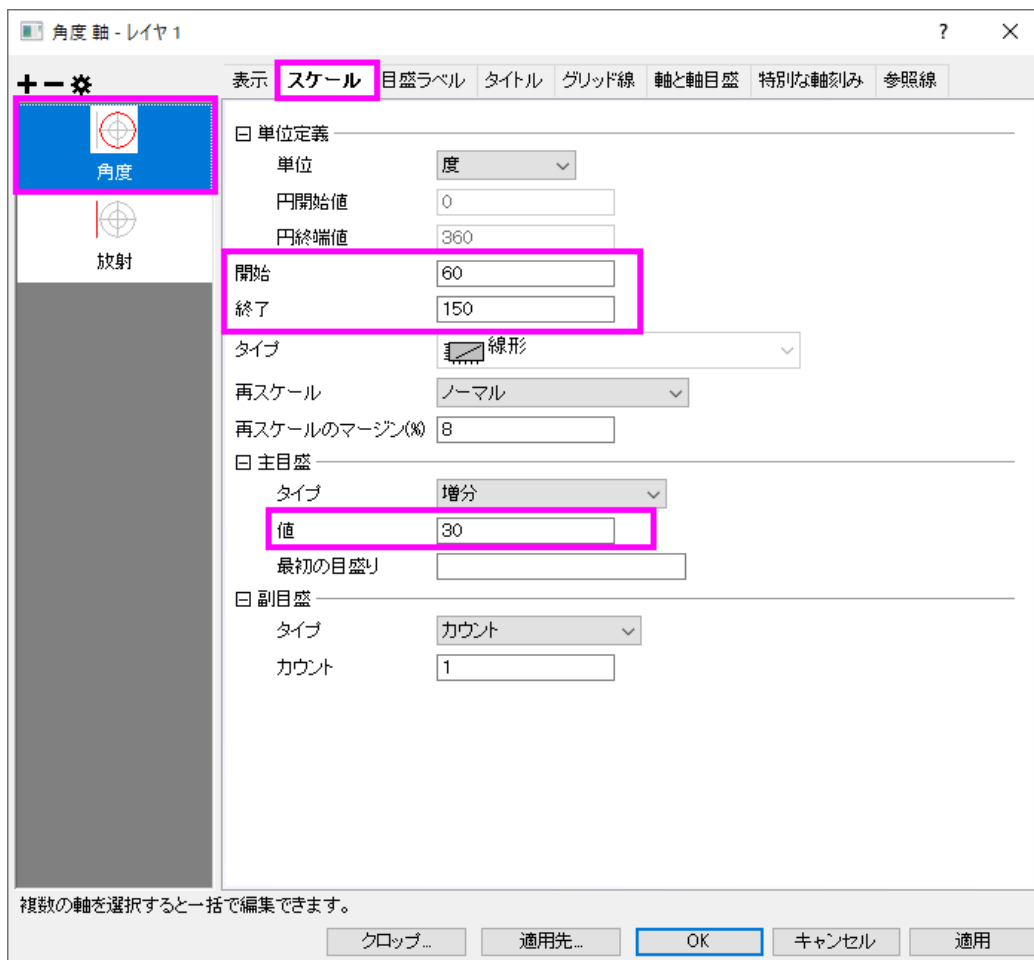 角度 軸 - レイヤ 1
?
表示 スケール 目盛ラベル タイトル グリッド線 軸と軸目盛 特別な軸刻み 参照線
角度
放射
単位定義
単位 度
円開始値 0
円終端値 360
開始 60
終了 150
タイプ 線形
再スケール ノーマル
再スケールのマージン(%) 8
主目盛
タイプ 増分
値 30
最初の目盛り
副目盛
タイプ カウント
カウント 1
複数の軸を選択すると一括で編集できます。
クロップ... 適用先... OK キャンセル 適用